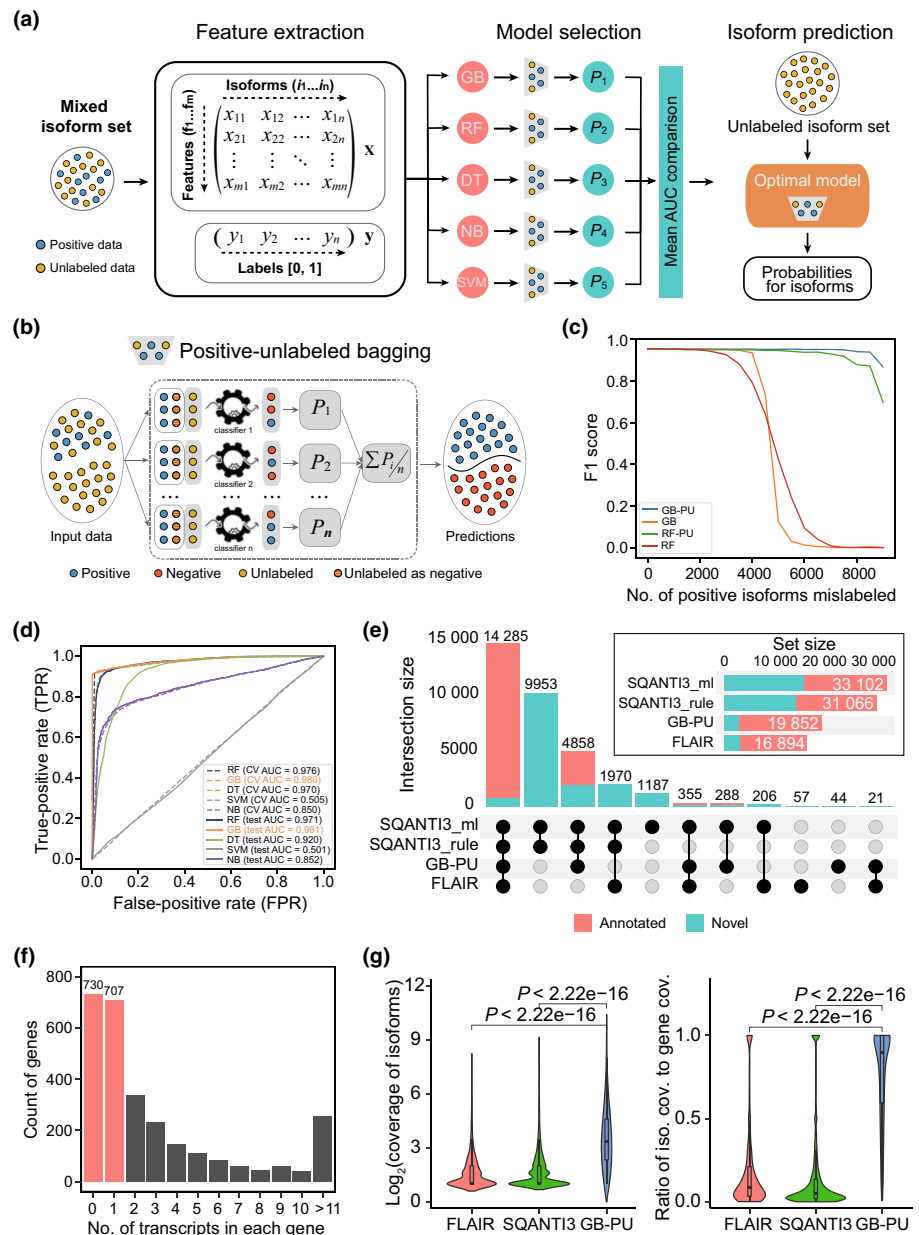 (a)
Feature extraction
Model selection
Isoform prediction
Mixed
isoform set
Positive data
Unlabeled data
Isoforms (i1...in)
Features (f1...fm)
x11 x12 ... x1n
x21 x22 ... x2n
⋮ ⋮ ⋱ ⋮
xm1 xm2 ... xmn
x
( y1 y2 ... yn ) y
Labels [0, 1]
GB
P1
RF
P2
DT
P3
NB
P4
SVM
P5
Mean AUC comparison
Unlabeled isoform set
Optimal model
Probabilities
for isoforms
(b)
Positive-unlabeled bagging
classifier 1
P1
classifier 2
P2
... ... ...
classifier n
Pn
∑Pi/n
Input data
Predictions
Positive
Negative
Unlabeled
Unlabeled as negative
(c)
F1 score
1.0
0.8
0.6
0.4
0.2
0.0
GB-PU
GB
RF-PU
RF
0 2000 4000 6000 8000
No. of positive isoforms mislabeled
(d)
True-positive rate (TPR)
1.0
0.8
0.6
0.4
0.2
0.0
RF (CV AUC = 0.976)
GB (CV AUC = 0.980)
DT (CV AUC = 0.970)
SVM (CV AUC = 0.505)
NB (CV AUC = 0.850)
RF (test AUC = 0.971)
GB (test AUC = 0.981)
DT (test AUC = 0.920)
SVM (test AUC = 0.501)
NB (test AUC = 0.852)
0.0 0.2 0.4 0.6 0.8 1.0
False-positive rate (FPR)
(e)
Intersection size
15 000
10 000
5000
0
14 285
9953
4858
1970
1187
355
288
206
57
44
21
Set size
0 10 000 20 000 30 000
SQANTI3_ml 33 102
SQANTI3_rule 31 066
GB-PU 19 852
FLAIR 16 894
SQANTI3_ml
SQANTI3_rule
GB-PU
FLAIR
Annotated
Novel
(f)
Count of genes
800
600
400
200
0
730
707
0 1 2 3 4 5 6 7 8 9 10 >11
No. of transcripts in each gene
(g)
Log2(coverage of isoforms)
12
9
6
3
0
P < 2.22e−16
P < 2.22e−16
FLAIR SQANTI3 GB-PU
Ratio of iso. cov. to gene cov.
1.0
0.5
0.0
P < 2.22e−16
P < 2.22e−16
FLAIR SQANTI3 GB-PU